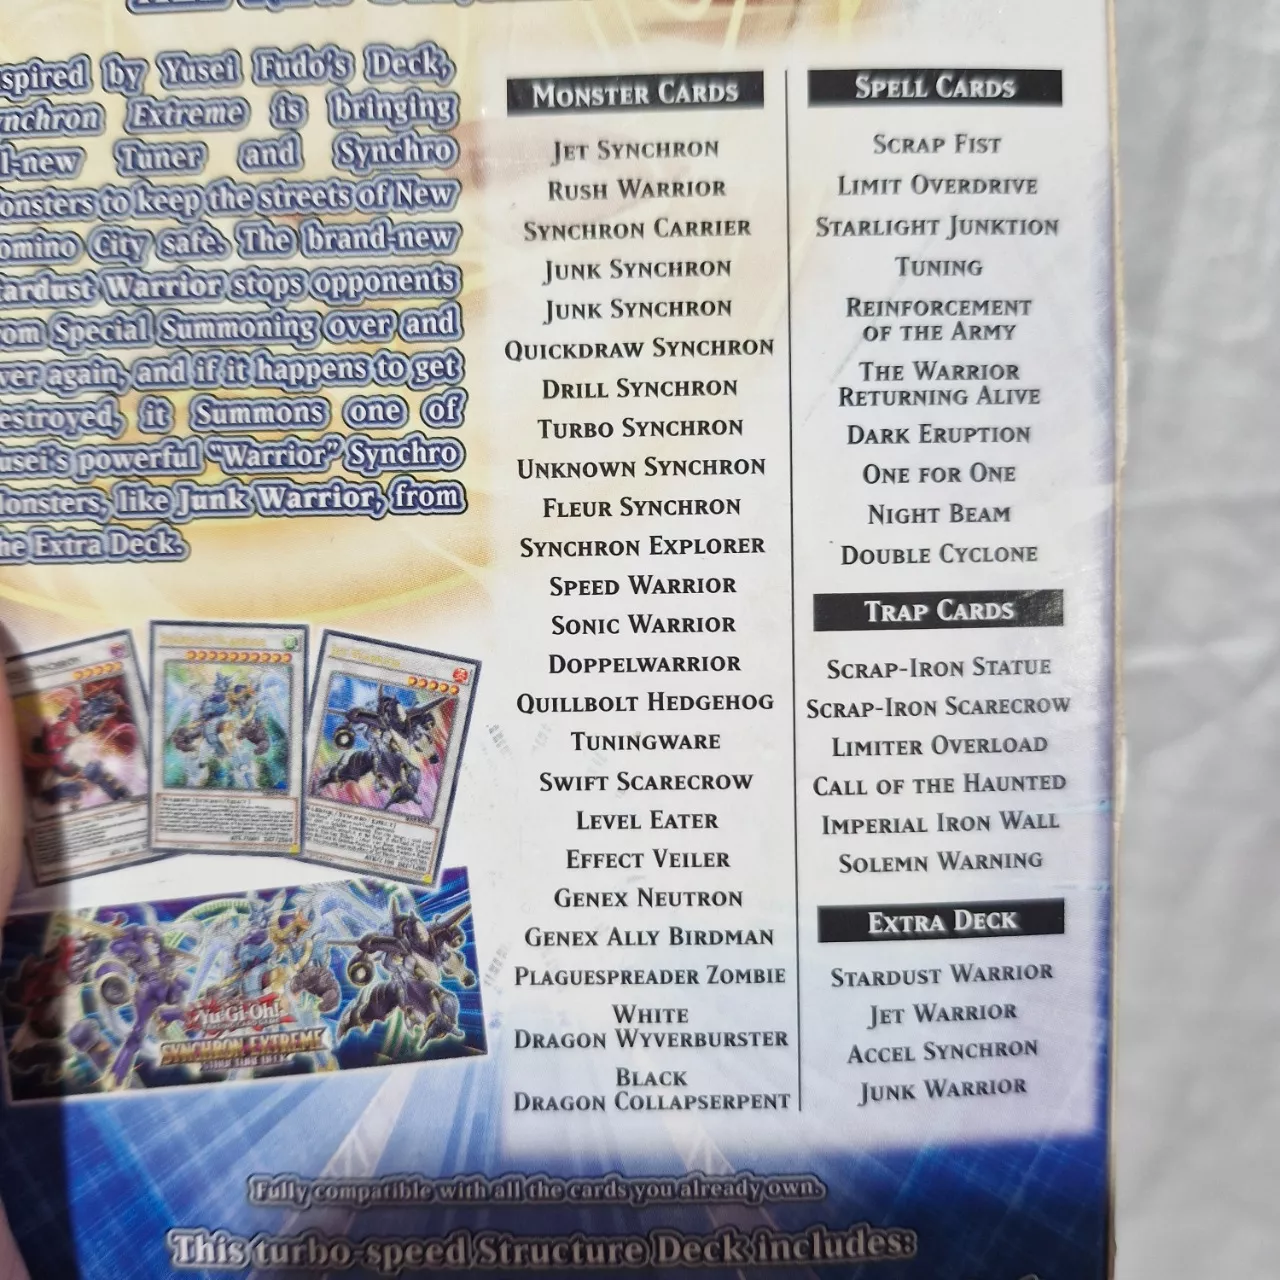 spired by Yusei Fudo's Deck,
nchron Extreme is bringing
l-new Tuner and Synchro
onsters to keep the streets of New
omino City safe. The brand-new
ardust Warrior stops opponents
om Special Summoning over and
ver again, and if it happens to get
estroyed, it Summons one of
usei's powerful "Warrior" Synchro
onsters, like Junk Warrior, from
he Extra Deck.
MONSTER CARDS
JET SYNCHRON
RUSH WARRIOR
SYNCHRON CARRIER
JUNK SYNCHRON
JUNK SYNCHRON
QUICKDRAW SYNCHRON
DRILL SYNCHRON
TURBO SYNCHRON
UNKNOWN SYNCHRON
FLEUR SYNCHRON
SYNCHRON EXPLORER
SPEED WARRIOR
SONIC WARRIOR
DOPPELWARRIOR
QUILLBOLT HEDGEHOG
TUNINGWARE
SWIFT SCARECROW
LEVEL EATER
EFFECT VEILER
GENEX NEUTRON
GENEX ALLY BIRDMAN
PLAGUESPREADER ZOMBIE
WHITE
DRAGON WYVERBURSTER
BLACK
DRAGON COLLAPSERPENT
SPELL CARDS
SCRAP FIST
LIMIT OVERDRIVE
STARLIGHT JUNKTION
TUNING
REINFORCEMENT
OF THE ARMY
THE WARRIOR
RETURNING ALIVE
DARK ERUPTION
ONE FOR ONE
NIGHT BEAM
DOUBLE CYCLONE
TRAP CARDS
SCRAP-IRON STATUE
SCRAP-IRON SCARECROW
LIMITER OVERLOAD
CALL OF THE HAUNTED
IMPERIAL IRON WALL
SOLEMN WARNING
EXTRA DECK
STARDUST WARRIOR
JET WARRIOR
ACCEL SYNCHRON
JUNK WARRIOR
Yu-Gi-Oh!
SYNCHRON EXTREME
STRUCTURE DECK
Fully compatible with all the cards you already own.
This turbo-speed Structure Deck includes: